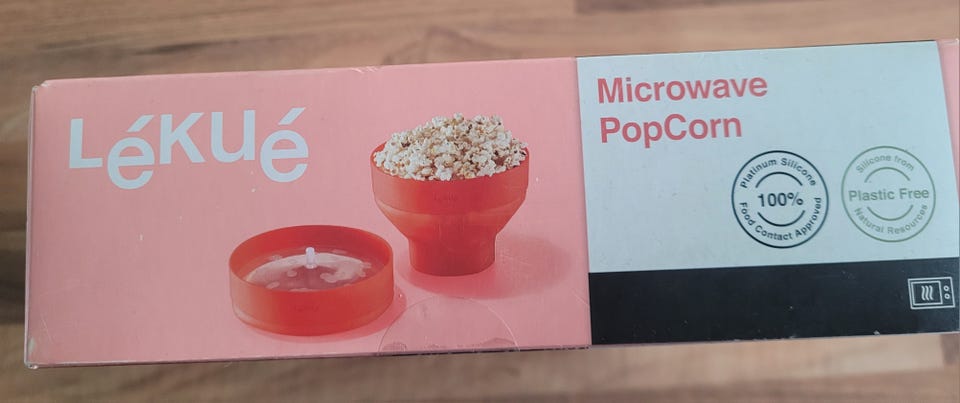 Lékué
Microwave
PopCorn
Platinum Silicone
100%
Food Contact Approved
Silicone from
Plastic Free
Natural Resources